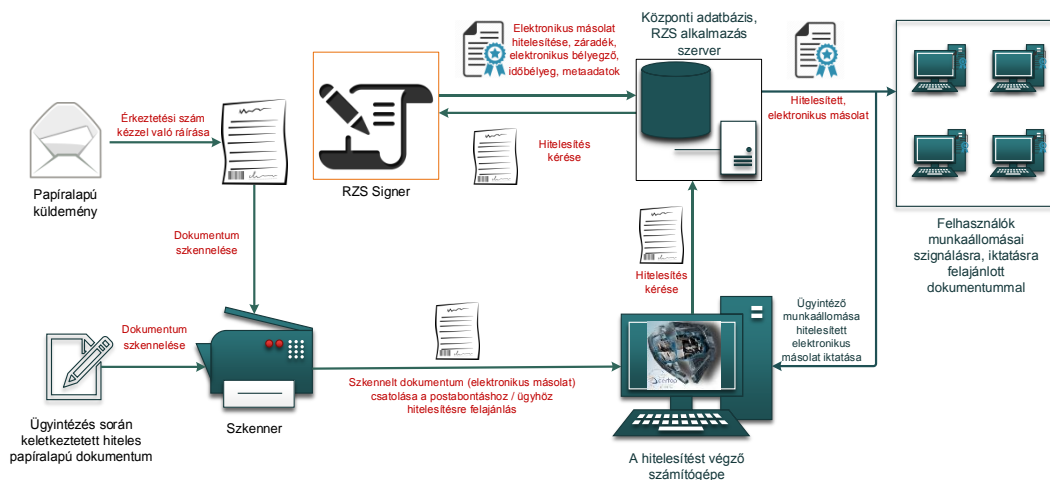 Elektronikus másolat
hitelesítése, záradék,
elektronikus bélyegző,
időbélyeg, metaadatok
Központi adatbázis,
RZS alkalmazás
szerver
Érkeztetési szám
kézzel való ráírása
Hitelesített,
elektronikus másolat
Hitelesítés
kérése
Papíralapú
küldemény
RZS Signer
Felhasználók
munkaállomásai
szignálásra, iktatásra
felajánlott
dokumentummal
Dokumentum
szkennelése
Hitelesítés
kérése
Ügyintéző
munkaállomása
hitelesített
elektronikus
másolat iktatása
Dokumentum
szkennelése
Szkennelt dokumentum (elektronikus másolat)
csatolása a postabontáshoz / ügyhöz
hitelesítésre felajánlás
Szkenner
Ügyintézés során
keletkeztetett hiteles
papíralapú dokumentum
A hitelesítést végző
számítógépe